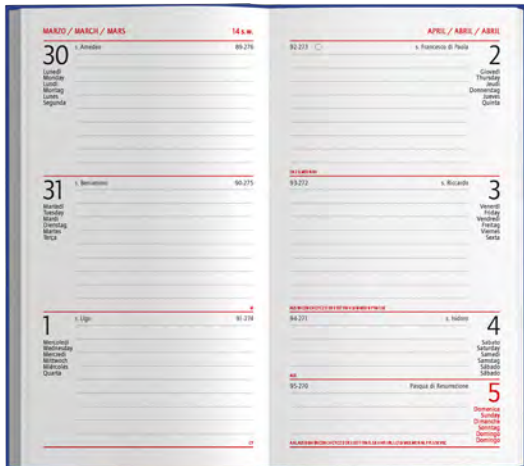 MARZO / MARCH / MARS 14 s.w.
30 s. Amedeo 89-276
Lunedì
Monday
Lundi
Montag
Lunes
Segunda
31 s. Beniamino 90-275
Martedì
Tuesday
Mardi
Dienstag
Martes
Terça
1 s. Ugo 91-274
Mercoledì
Wednesday
Mercredi
Mittwoch
Miércoles
Quarta
APRIL / ABRIL / ABRIL
92-273 s. Francesco di Paola 2
Giovedì
Thursday
Jeudi
Donnerstag
Jueves
Quinta
93-272 s. Riccardo 3
Venerdì
Friday
Vendredi
Freitag
Viernes
Sexta
94-271 s. Isidoro 4
Sabato
Saturday
Samedi
Samstag
Sábado
Sábado
95-270 Pasqua di Resurrezione 5
Domenica
Sunday
Dimanche
Sonntag
Domingo
Domingo